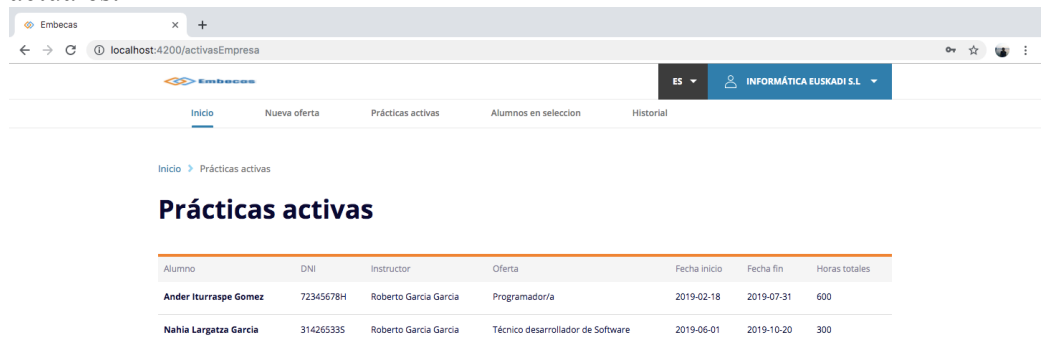 Embecas
localhost:4200/activasEmpresa
Embecas ES INFORMÁTICA EUSKADI S.L
Inicio Nueva oferta Prácticas activas Alumnos en seleccion Historial
Inicio > Prácticas activas
Prácticas activas
Alumno DNI Instructor Oferta Fecha inicio Fecha fin Horas totales
Ander Iturraspe Gomez 72345678H Roberto Garcia Garcia Programador/a 2019-02-18 2019-07-31 600
Nahia Largatza Garcia 31426533S Roberto Garcia Garcia Técnico desarrollador de Software 2019-06-01 2019-10-20 300